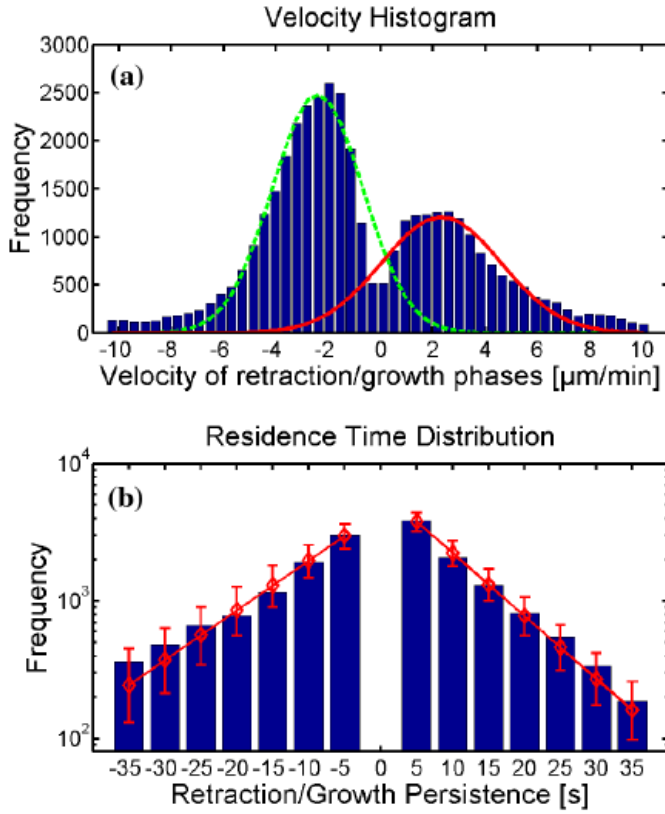 Velocity Histogram
(a)
3000
2500
2000
1500
1000
500
0
Frequency
-10 -8 -6 -4 -2 0 2 4 6 8 10
Velocity of retraction/growth phases [µm/min]
Residence Time Distribution
(b)
10^4
10^3
10^2
Frequency
-35 -30 -25 -20 -15 -10 -5 0 5 10 15 20 25 30 35
Retraction/Growth Persistence [s]